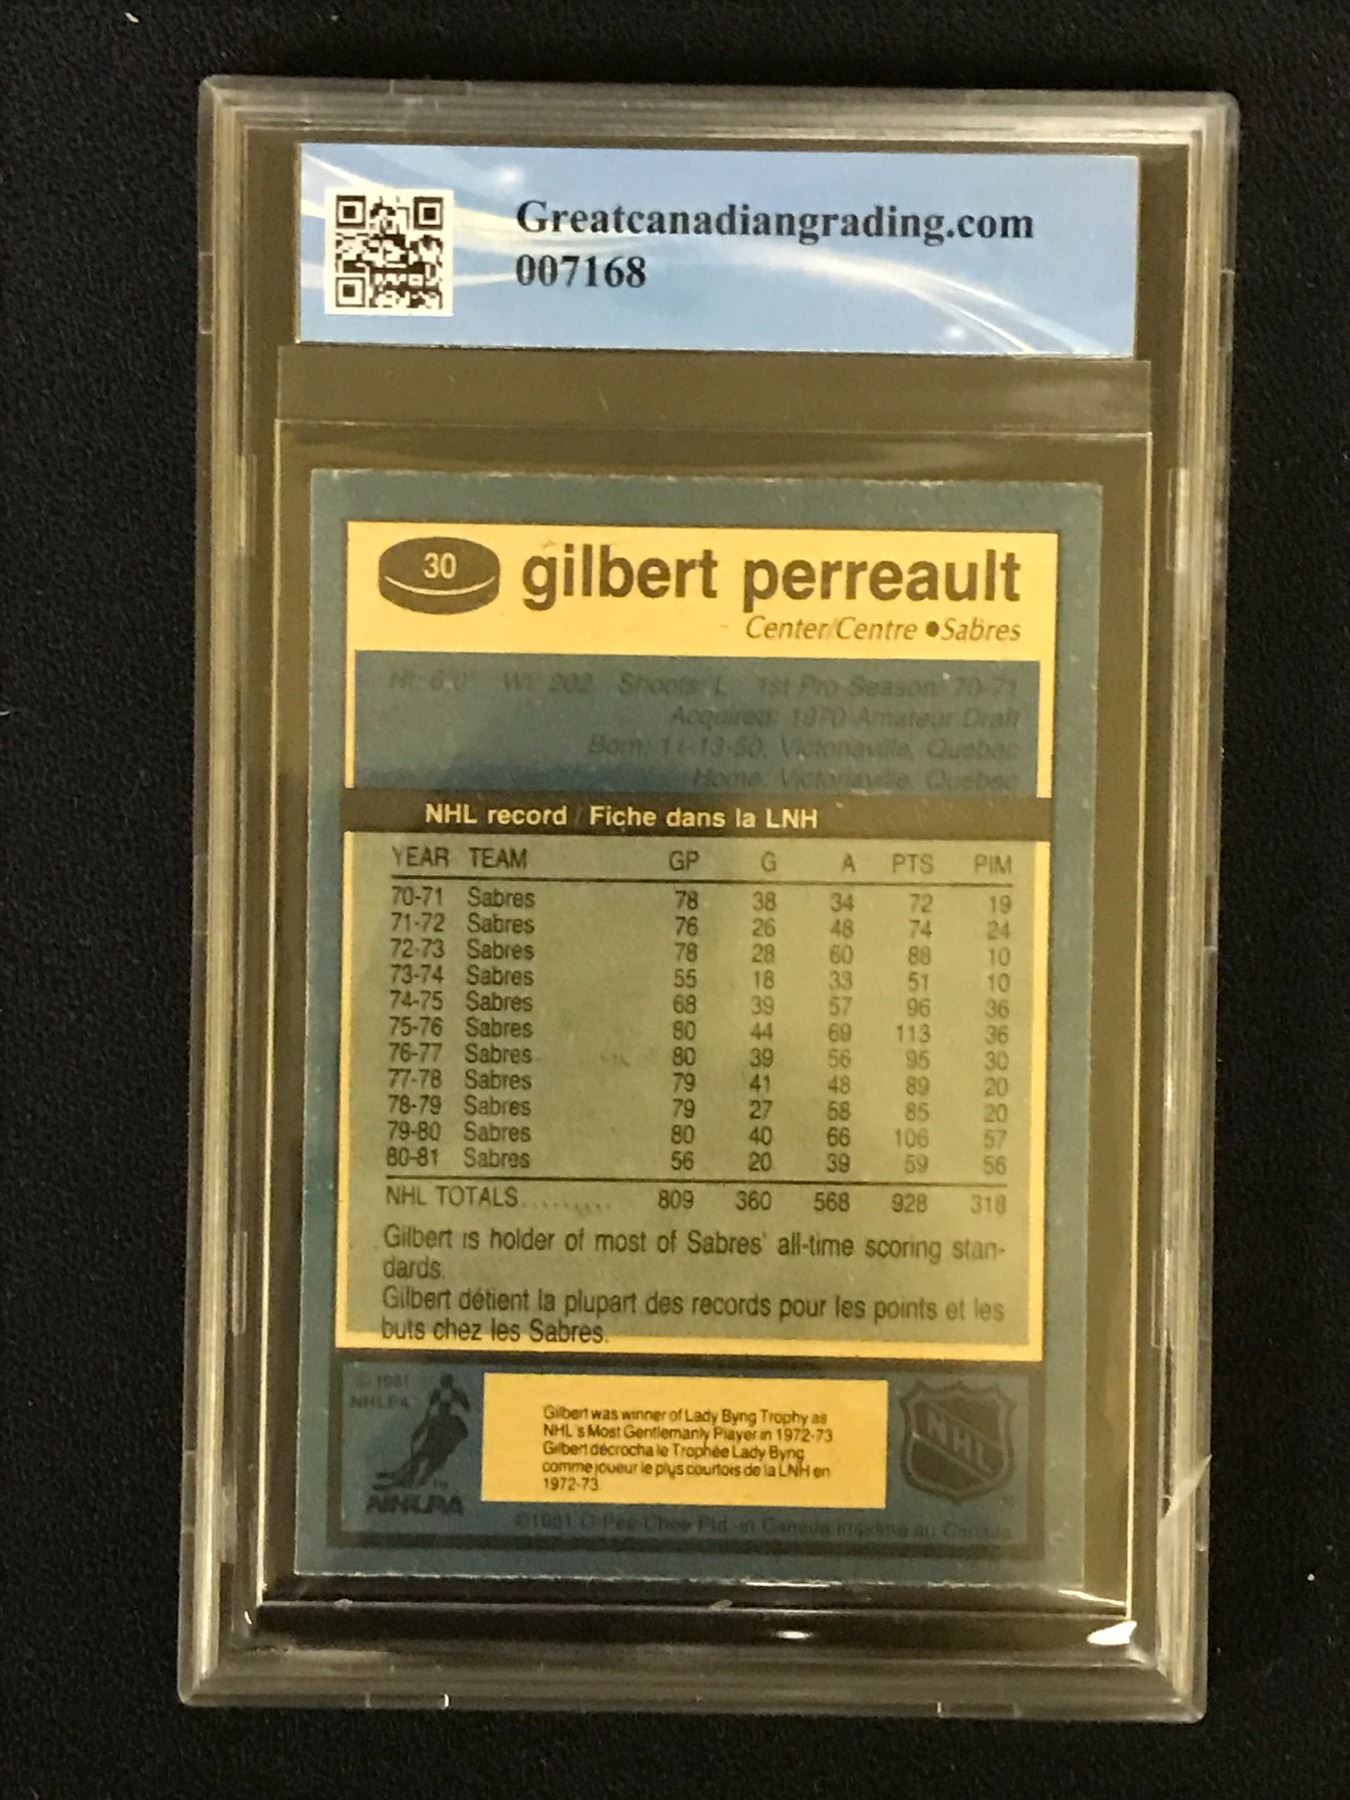 Greatcanadiangrading.com
007168
30 gilbert perreault
Center/Centre ●Sabres
Ht: 6'0" Wt: 202 Shoots: L 1st Pro Season: 70-71
Acquired: 1970 Amateur Draft
Born: 11-13-50, Victoriaville, Quebec
Home: Victoriaville, Quebec
NHL record / Fiche dans la LNH
YEAR TEAM GP G A PTS PIM
70-71 Sabres 78 38 34 72 19
71-72 Sabres 76 26 48 74 24
72-73 Sabres 78 28 60 88 10
73-74 Sabres 55 18 33 51 10
74-75 Sabres 68 39 57 96 36
75-76 Sabres 80 44 69 113 36
76-77 Sabres 80 39 56 95 30
77-78 Sabres 79 41 48 89 20
78-79 Sabres 79 27 58 85 20
79-80 Sabres 80 40 66 106 57
80-81 Sabres 56 20 39 59 56
NHL TOTALS......... 809 360 568 928 318
Gilbert is holder of most of Sabres' all-time scoring stan-
dards.
Gilbert détient la plupart des records pour les points et les
buts chez les Sabres.
© 1981
NHLPA
NHLPA
Gilbert was winner of Lady Byng Trophy as
NHL's Most Gentlemanly Player in 1972-73
Gilbert décrocha le Trophée Lady Byng
comme joueur le plus courtois de la LNH en
1972-73.
NHL
©1981 O-Pee-Chee Ptd. in Canada Imprimé au Canada